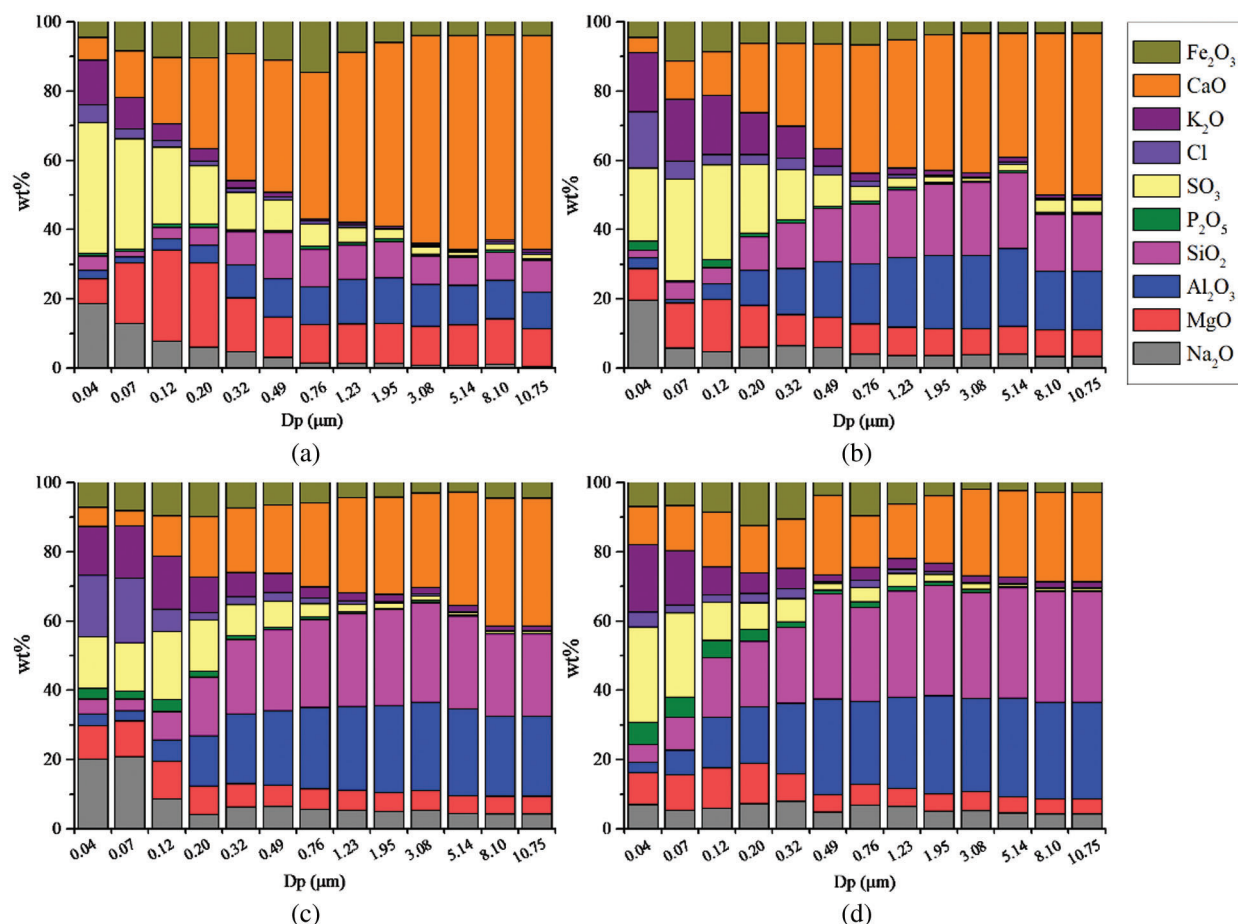 100
80
60
40
20
0
wt%
0.04 0.07 0.12 0.20 0.32 0.49 0.76 1.23 1.95 3.08 5.14 8.10 10.75
Dp (μm)
(a)
100
80
60
40
20
0
wt%
0.04 0.07 0.12 0.20 0.32 0.49 0.76 1.23 1.95 3.08 5.14 8.10 10.75
Dp (μm)
(b)
Fe₂O₃
CaO
K₂O
Cl
SO₃
P₂O₅
SiO₂
Al₂O₃
MgO
Na₂O
100
80
60
40
20
0
wt%
0.04 0.07 0.12 0.20 0.32 0.49 0.76 1.23 1.95 3.08 5.14 8.10 10.75
Dp (μm)
(c)
100
80
60
40
20
0
wt%
0.04 0.07 0.12 0.20 0.32 0.49 0.76 1.23 1.95 3.08 5.14 8.10 10.75
Dp (μm)
(d)